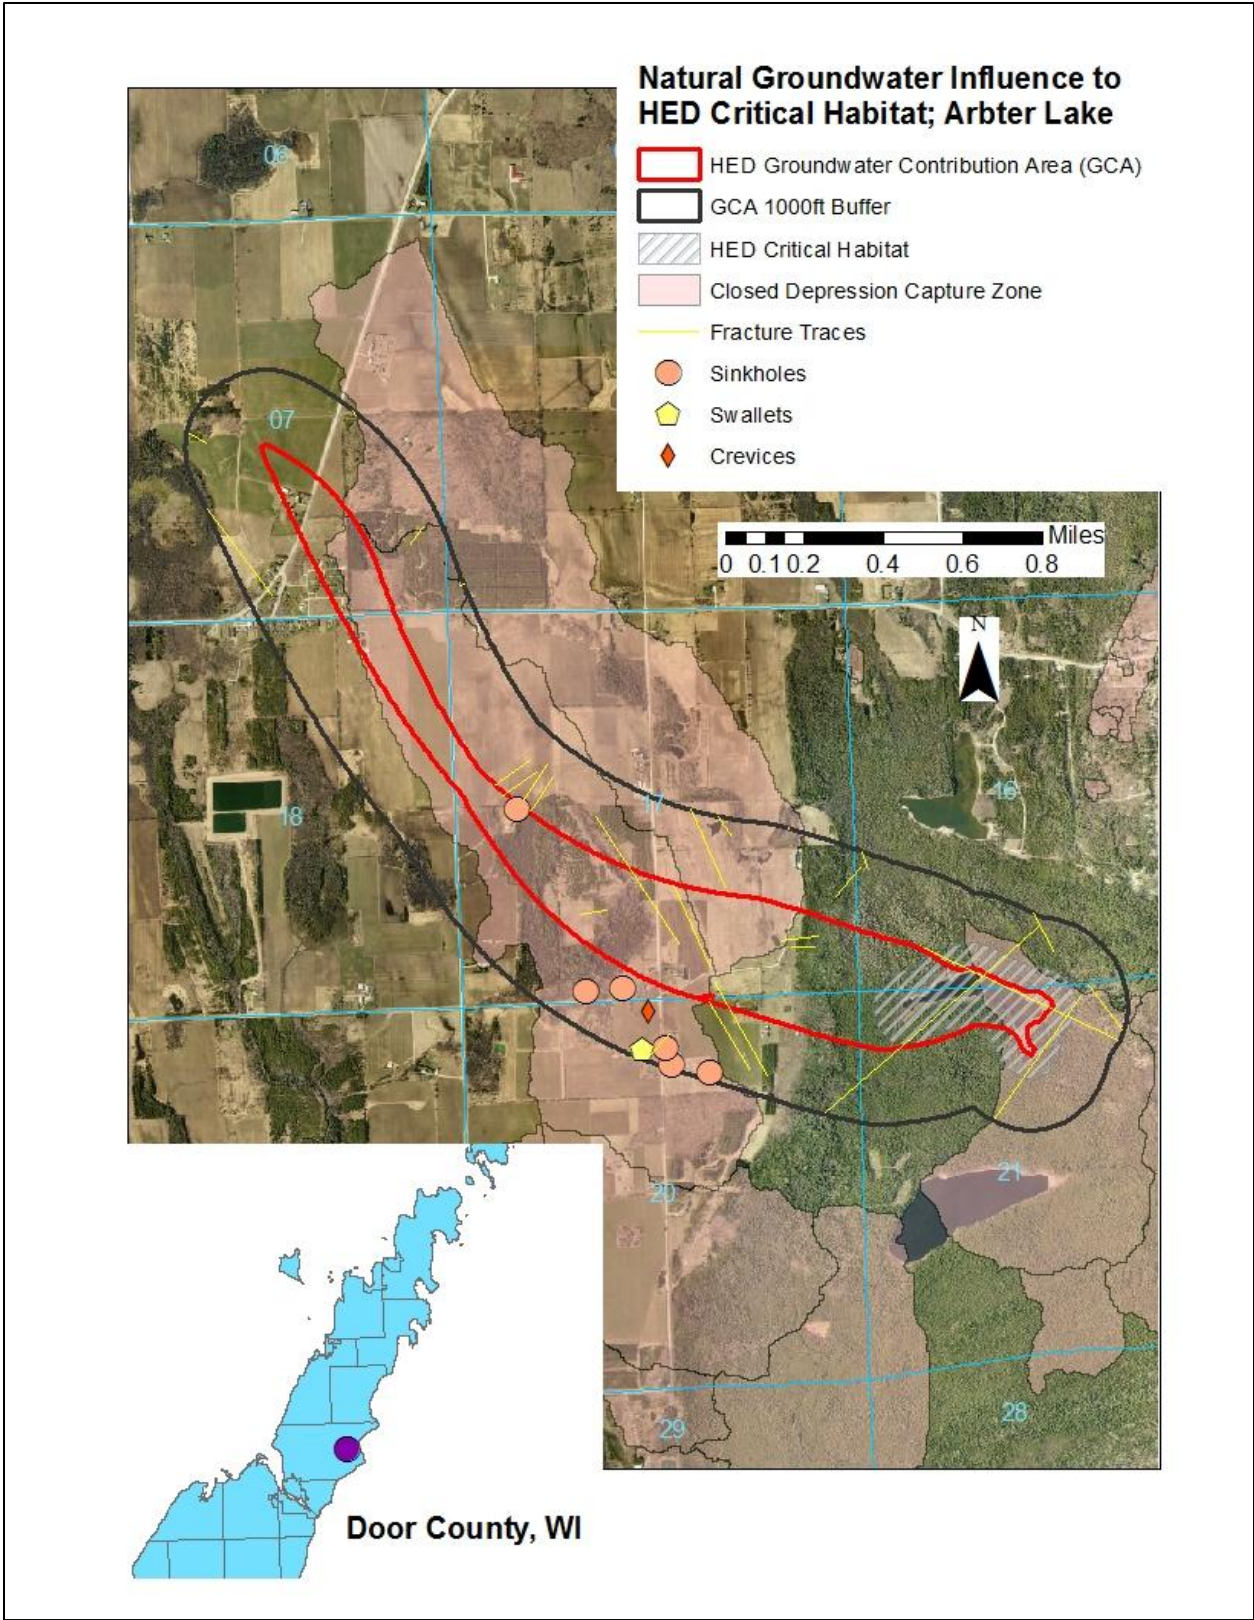 Natural Groundwater Influence to
HED Critical Habitat; Arbter Lake
HED Groundwater Contribution Area (GCA)
GCA 1000ft Buffer
HED Critical Habitat
Closed Depression Capture Zone
Fracture Traces
Sinkholes
Swallets
Crevices
Miles
0 0.1 0.2 0.4 0.6 0.8
N
06
07
18
17
16
20
21
29
28
Door County, WI